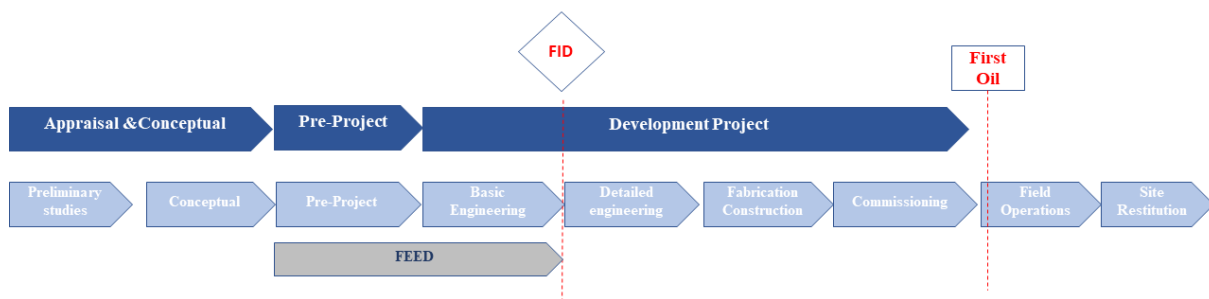 FID
First
Oil
Appraisal &Conceptual
Pre-Project
Development Project
Preliminary
studies
Conceptual
Pre-Project
Basic
Engineering
Detailed
engineering
Fabrication
Construction
Commissioning
Field
Operations
Site
Restitution
FEED